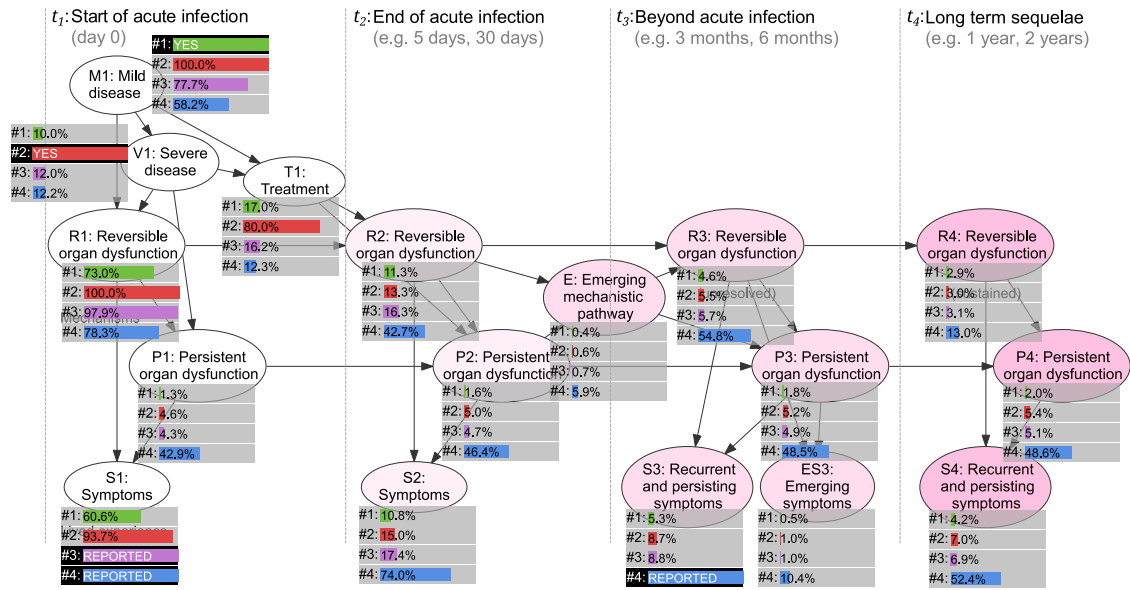 t₁:Start of acute infection
(day 0)
t₂:End of acute infection
(e.g. 5 days, 30 days)
t₃:Beyond acute infection
(e.g. 3 months, 6 months)
t₄:Long term sequelae
(e.g. 1 year, 2 years)
M1: Mild
disease
#1: YES
#2: 100.0%
#3: 77.7%
#4: 58.2%
V1: Severe
disease
#1: 10.0%
#2: YES
#3: 12.0%
#4: 12.2%
T1:
Treatment
#1: 17.0%
#2: 80.0%
#3: 16.2%
#4: 12.3%
R1: Reversible
organ dysfunction
#1: 73.0%
#2: 100.0%
#3: 97.9%
#4: 78.3%
Mechanisms
R2: Reversible
organ dysfunction
#1: 11.3%
#2: 13.3%
#3: 16.3%
#4: 42.7%
E: Emerging
mechanistic
pathway
#1: 0.4%
#2: 0.6%
#3: 0.7%
#4: 5.9%
R3: Reversible
organ dysfunction
#1: 4.6%
#2: 5.5%
#3: 5.7%
#4: 54.8%
R4: Reversible
organ dysfunction
#1: 2.9%
#2: 3.0%
#3: 3.1%
#4: 13.0%
P1: Persistent
organ dysfunction
#1: 1.3%
#2: 4.6%
#3: 4.3%
#4: 42.9%
P2: Persistent
organ dysfunction
#1: 1.6%
#2: 5.0%
#3: 4.7%
#4: 46.4%
P3: Persistent
organ dysfunction
#1: 1.8%
#2: 5.2%
#3: 4.9%
#4: 48.5%
P4: Persistent
organ dysfunction
#1: 2.0%
#2: 5.4%
#3: 5.1%
#4: 48.6%
S1:
Symptoms
#1: 60.6%
#2: 93.7%
#3: REPORTED
#4: REPORTED
S2:
Symptoms
#1: 10.8%
#2: 15.0%
#3: 17.4%
#4: 74.0%
S3: Recurrent
and persisting
symptoms
#1: 5.3%
#2: 8.7%
#3: 8.8%
#4: REPORTED
ES3:
Emerging
symptoms
#1: 0.5%
#2: 1.0%
#3: 1.0%
#4: 10.4%
S4: Recurrent
and persisting
symptoms
#1: 4.2%
#2: 7.0%
#3: 6.9%
#4: 52.4%